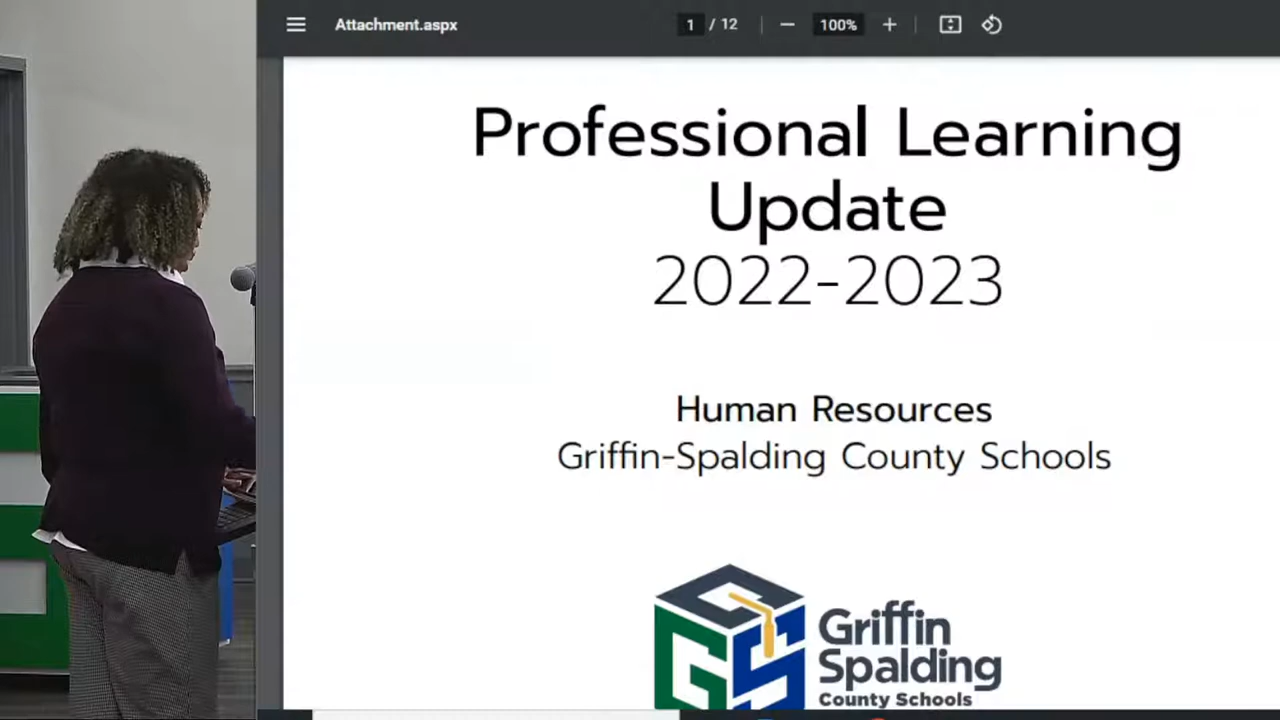 Attachment.aspx
1 / 12
100%
Professional Learning
Update
2022-2023
Human Resources
Griffin-Spalding County Schools
GCS
Griffin
Spalding
County Schools